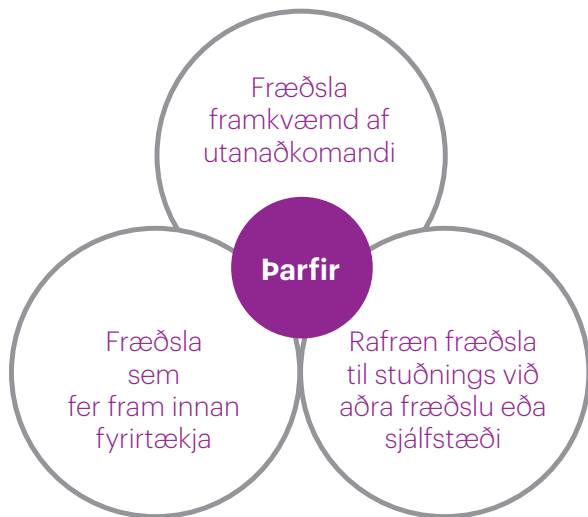 Fræðsla
framkvæmd af
utanaðkomandi
Þarfir
Fræðsla
sem
fer fram innan
fyrirtækja
Rafræn fræðsla
til stuðnings við
aðra fræðslu eða
sjálfstæði